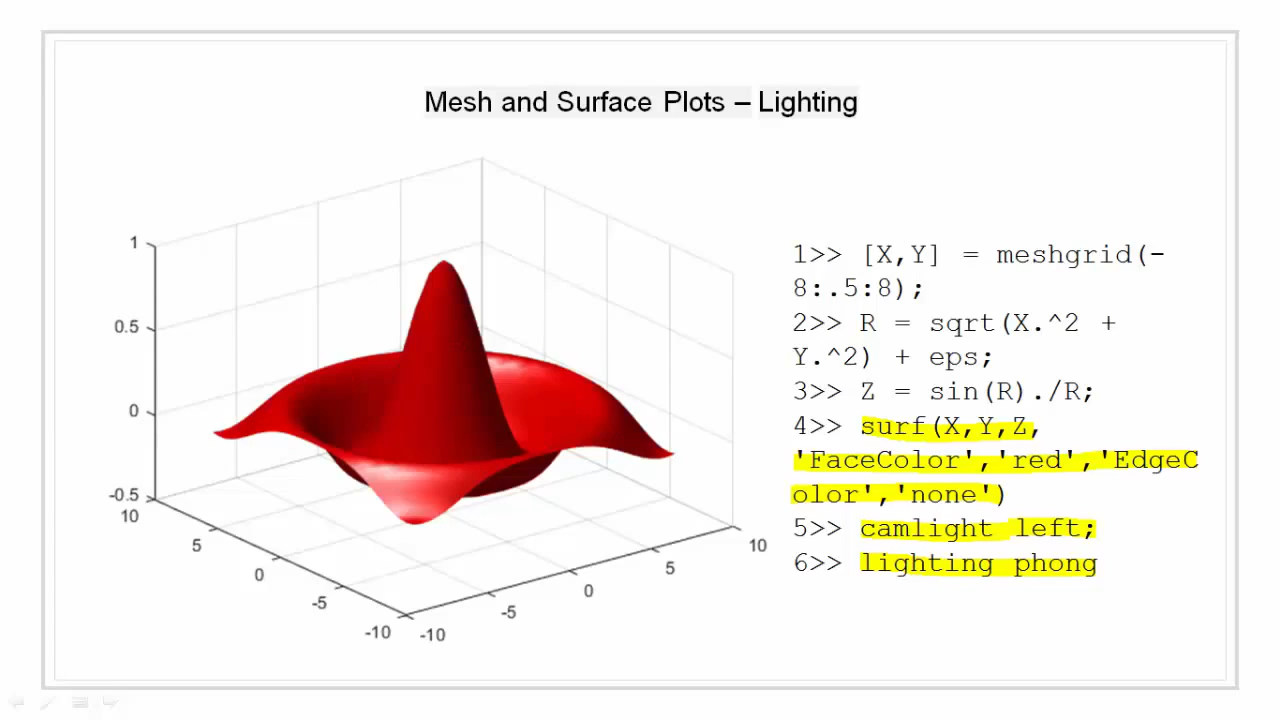 Mesh and Surface Plots – Lighting
1
0.5
0
-0.5
10
5
0
-5
-10
-10
-5
0
5
10
1>> [X,Y] = meshgrid(-
8:.5:8);
2>> R = sqrt(X.^2 +
Y.^2) + eps;
3>> Z = sin(R)./R;
4>> surf(X,Y,Z,
'FaceColor','red','EdgeC
olor','none')
5>> camlight left;
6>> lighting phong